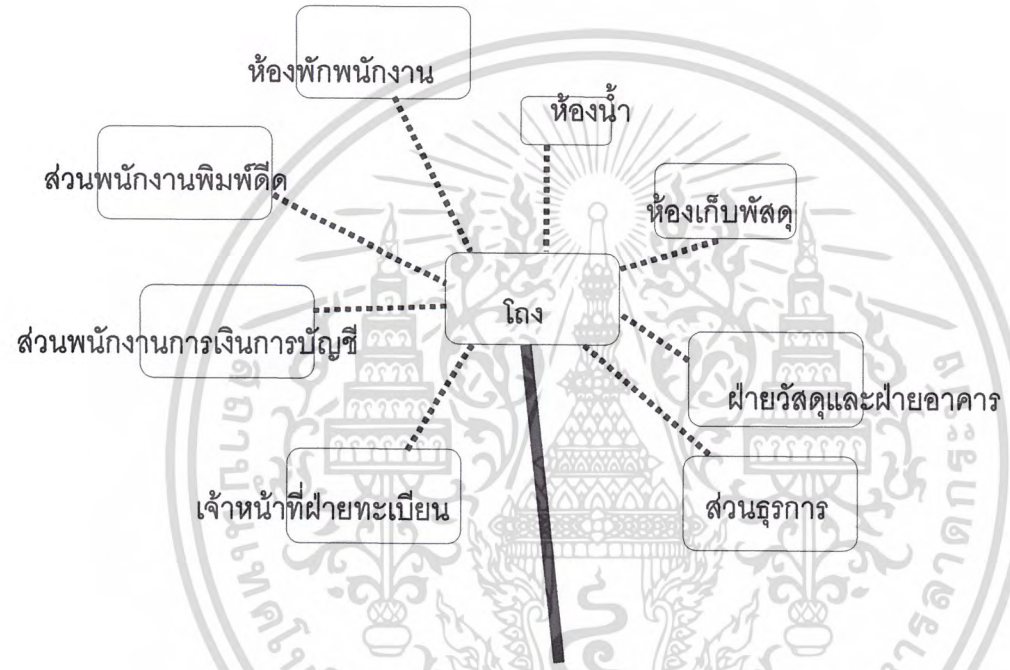 ห้องพักพนักงาน
ห้องน้ำ
ส่วนพนักงานพิมพ์ดีด
ห้องเก็บพัสดุ
โถง
ส่วนพนักงานการเงินการบัญชี
ฝ่ายวัสดุและฝ่ายอาคาร
เจ้าหน้าที่ฝ่ายทะเบียน
ส่วนธุรการ